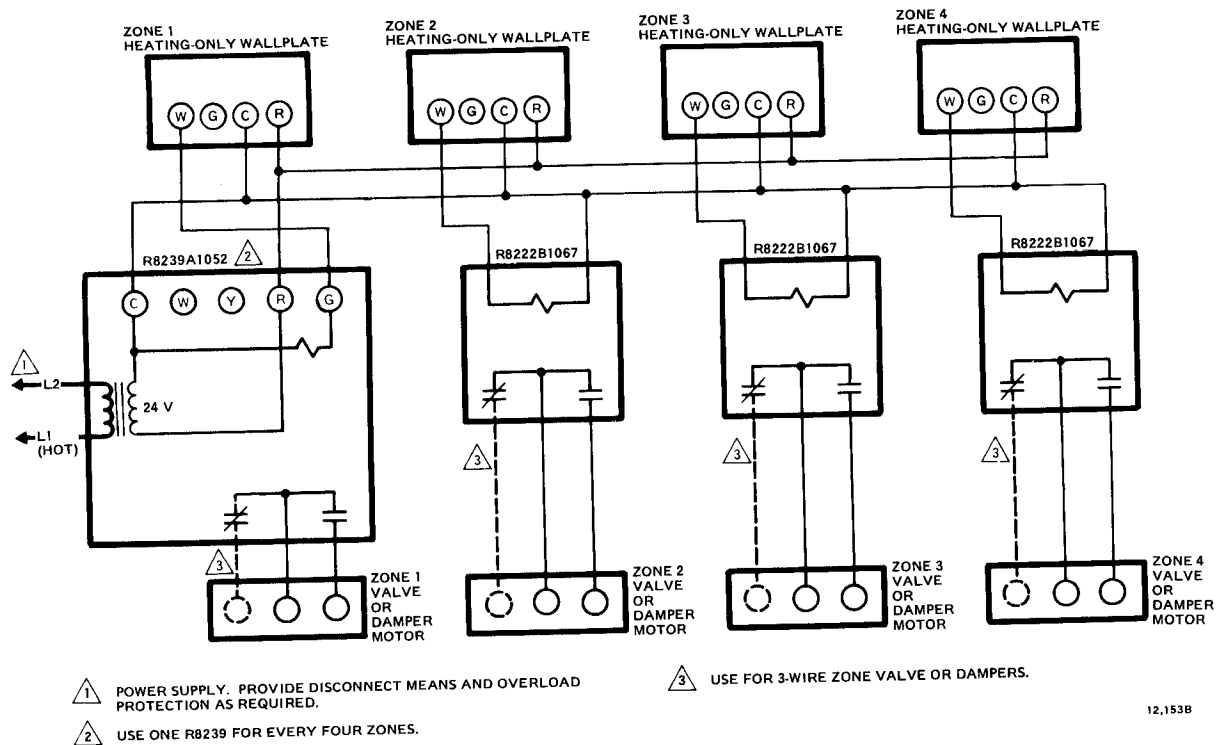 ZONE 1
HEATING-ONLY WALLPLATE
ZONE 2
HEATING-ONLY WALLPLATE
ZONE 3
HEATING-ONLY WALLPLATE
ZONE 4
HEATING-ONLY WALLPLATE
W G C R
W G C R
W G C R
W G C R
R8239A1052
2
R8222B1067
R8222B1067
R8222B1067
C W Y R G
1
L2
24 V
L1
(HOT)
3
3
3
3
ZONE 1
VALVE
OR
DAMPER
MOTOR
ZONE 2
VALVE
OR
DAMPER
MOTOR
ZONE 3
VALVE
OR
DAMPER
MOTOR
ZONE 4
VALVE
OR
DAMPER
MOTOR
1 POWER SUPPLY. PROVIDE DISCONNECT MEANS AND OVERLOAD
PROTECTION AS REQUIRED.
2 USE ONE R8239 FOR EVERY FOUR ZONES.
3 USE FOR 3-WIRE ZONE VALVE OR DAMPERS.
12,153B